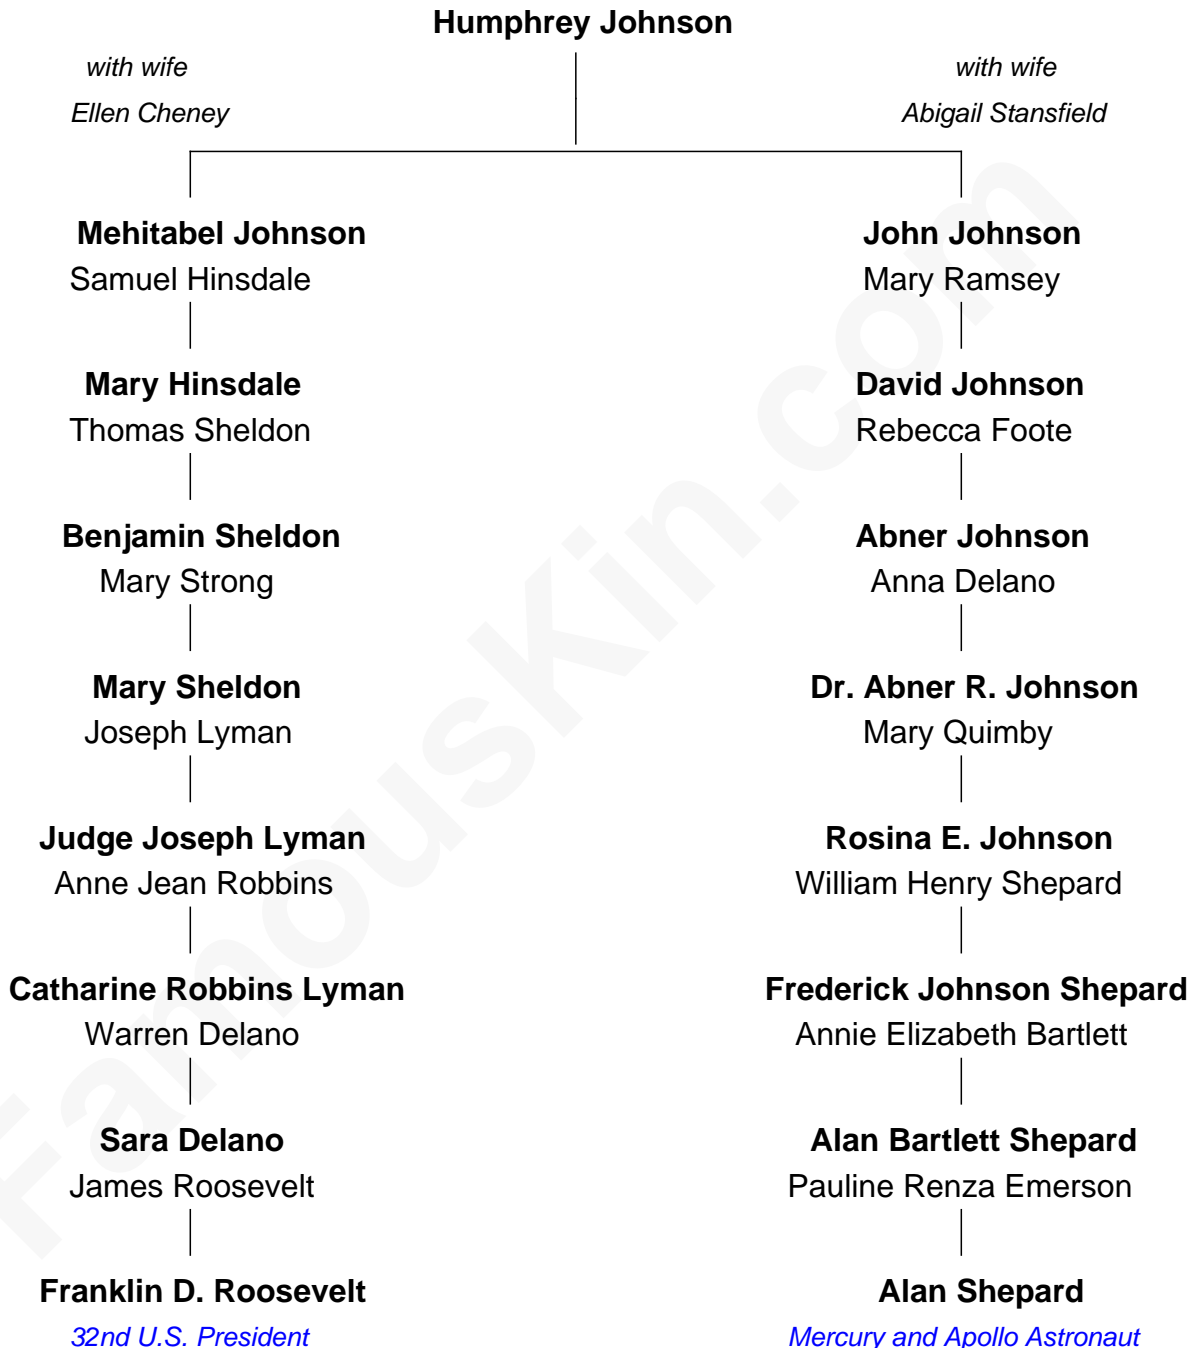 Humphrey Johnson
with wife
Ellen Cheney
with wife
Abigail Stansfield
Mehitabel Johnson
Samuel Hinsdale
John Johnson
Mary Ramsey
Mary Hinsdale
Thomas Sheldon
David Johnson
Rebecca Foote
Benjamin Sheldon
Mary Strong
Abner Johnson
Anna Delano
Mary Sheldon
Joseph Lyman
Dr. Abner R. Johnson
Mary Quimby
Judge Joseph Lyman
Anne Jean Robbins
Rosina E. Johnson
William Henry Shepard
Catharine Robbins Lyman
Warren Delano
Frederick Johnson Shepard
Annie Elizabeth Bartlett
Sara Delano
James Roosevelt
Alan Bartlett Shepard
Pauline Renza Emerson
Franklin D. Roosevelt
32nd U.S. President
Alan Shepard
Mercury and Apollo Astronaut
FamousKin.com